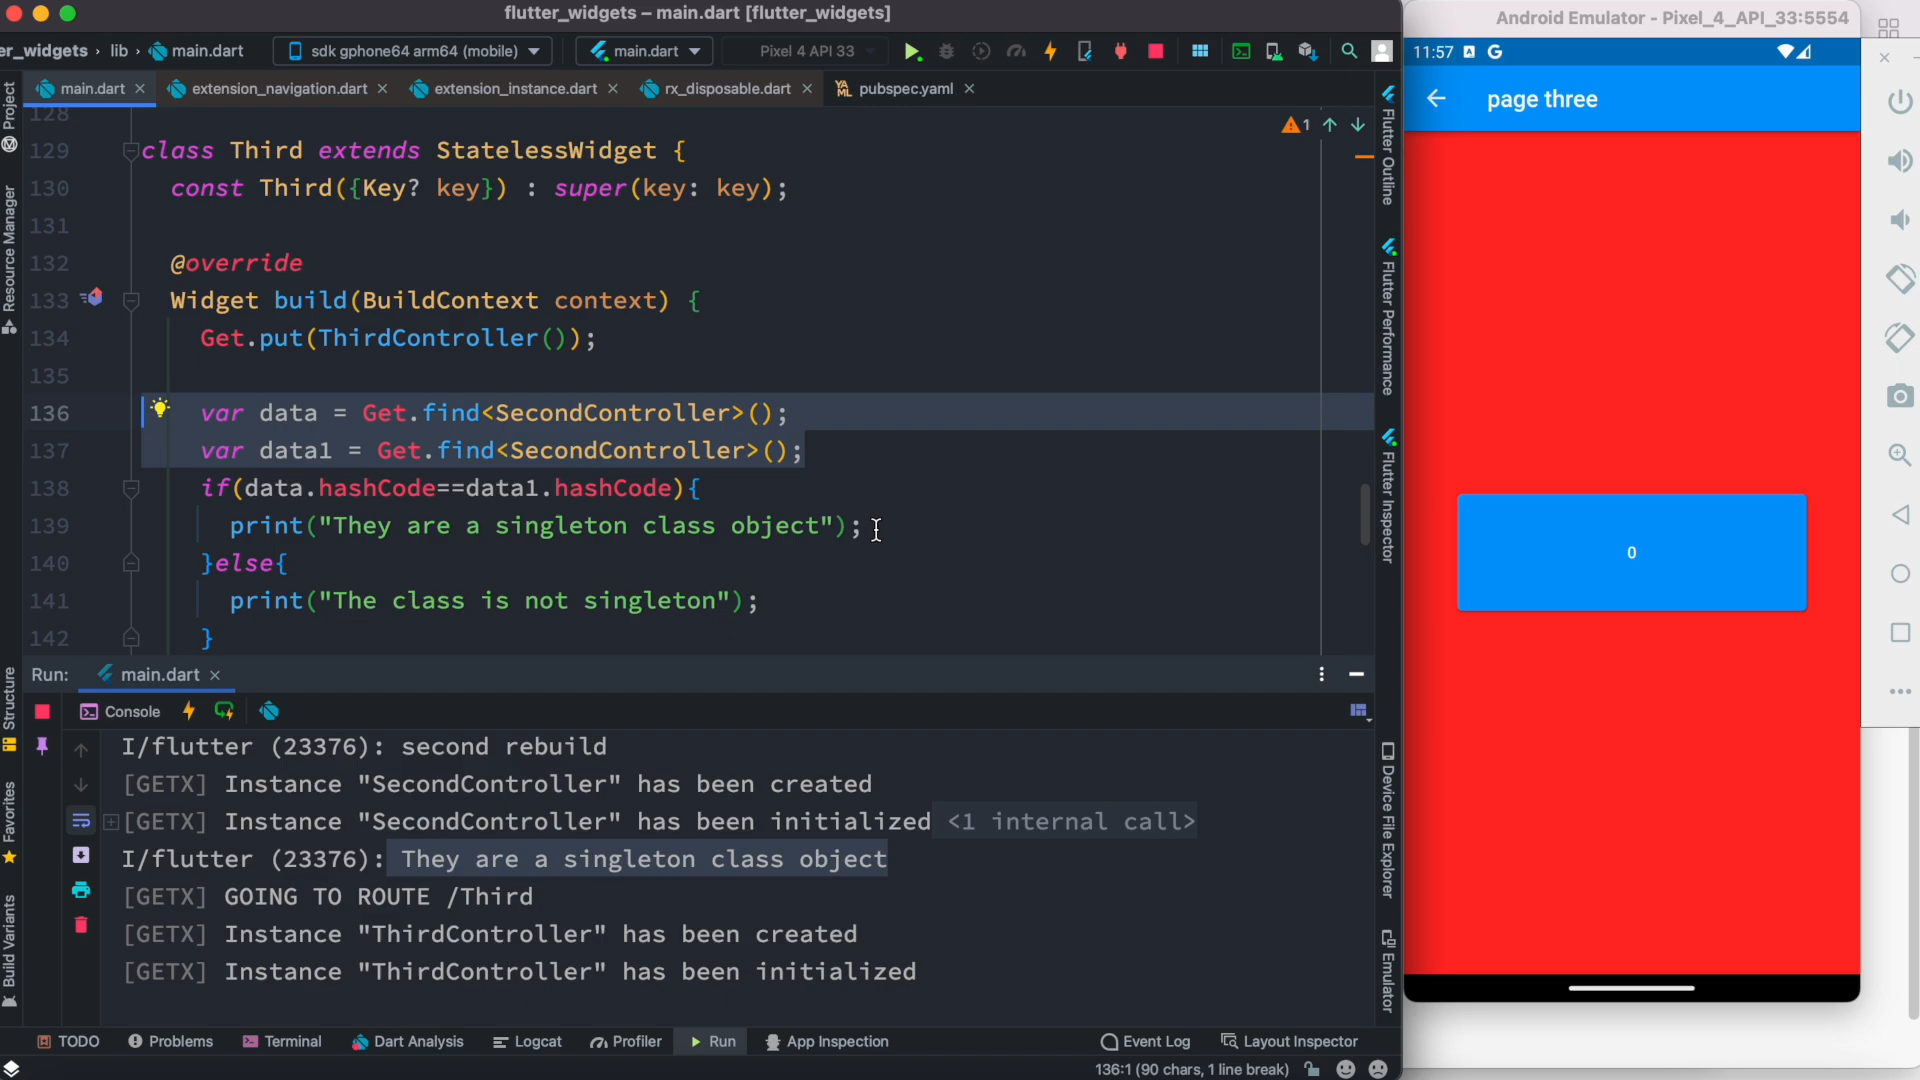 flutter_widgets – main.dart [flutter_widgets]
er_widgets › lib › main.dart
sdk gphone64 arm64 (mobile)
main.dart
Pixel 4 API 33
main.dart
extension_navigation.dart
extension_instance.dart
rx_disposable.dart
pubspec.yaml
Project
Resource Manager
Structure
Favorites
Build Variants
128
129 class Third extends StatelessWidget {
130 const Third({Key? key}) : super(key: key);
131
132 @override
133 Widget build(BuildContext context) {
134 Get.put(ThirdController());
135
136 var data = Get.find<SecondController>();
137 var data1 = Get.find<SecondController>();
138 if(data.hashCode==data1.hashCode){
139 print("They are a singleton class object");
140 }else{
141 print("The class is not singleton");
142 }
1
Flutter Outline
Flutter Performance
Flutter Inspector
Device File Explorer
Emulator
Run: main.dart
Console
I/flutter (23376): second rebuild
[GETX] Instance "SecondController" has been created
[GETX] Instance "SecondController" has been initialized <1 internal call>
I/flutter (23376): They are a singleton class object
[GETX] GOING TO ROUTE /Third
[GETX] Instance "ThirdController" has been created
[GETX] Instance "ThirdController" has been initialized
TODO Problems Terminal Dart Analysis Logcat Profiler Run App Inspection Event Log Layout Inspector
136:1 (90 chars, 1 line break)
Android Emulator - Pixel_4_API_33:5554
11:57
page three
0